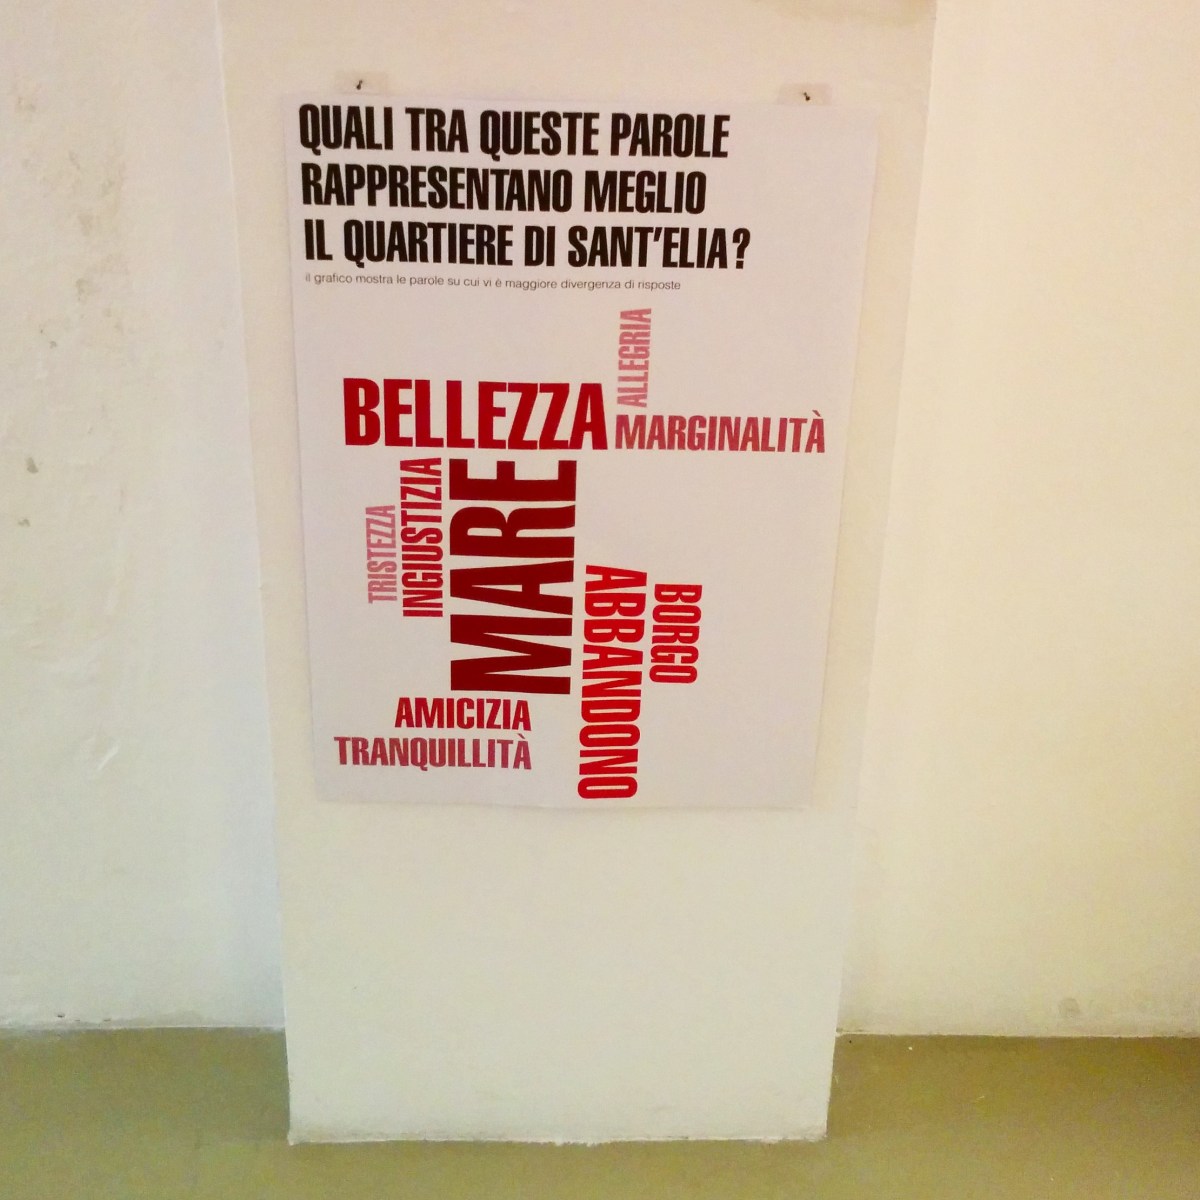 QUALI TRA QUESTE PAROLE
RAPPRESENTANO MEGLIO
IL QUARTIERE DI SANT'ELIA?
il grafico mostra le parole su cui vi è maggiore divergenza di risposte
ALLEGRIA
BELLEZZA
MARGINALITÀ
TRISTEZZA
INGIUSTIZIA
MARE
ABBANDONO
BORGO
AMICIZIA
TRANQUILLITÀ